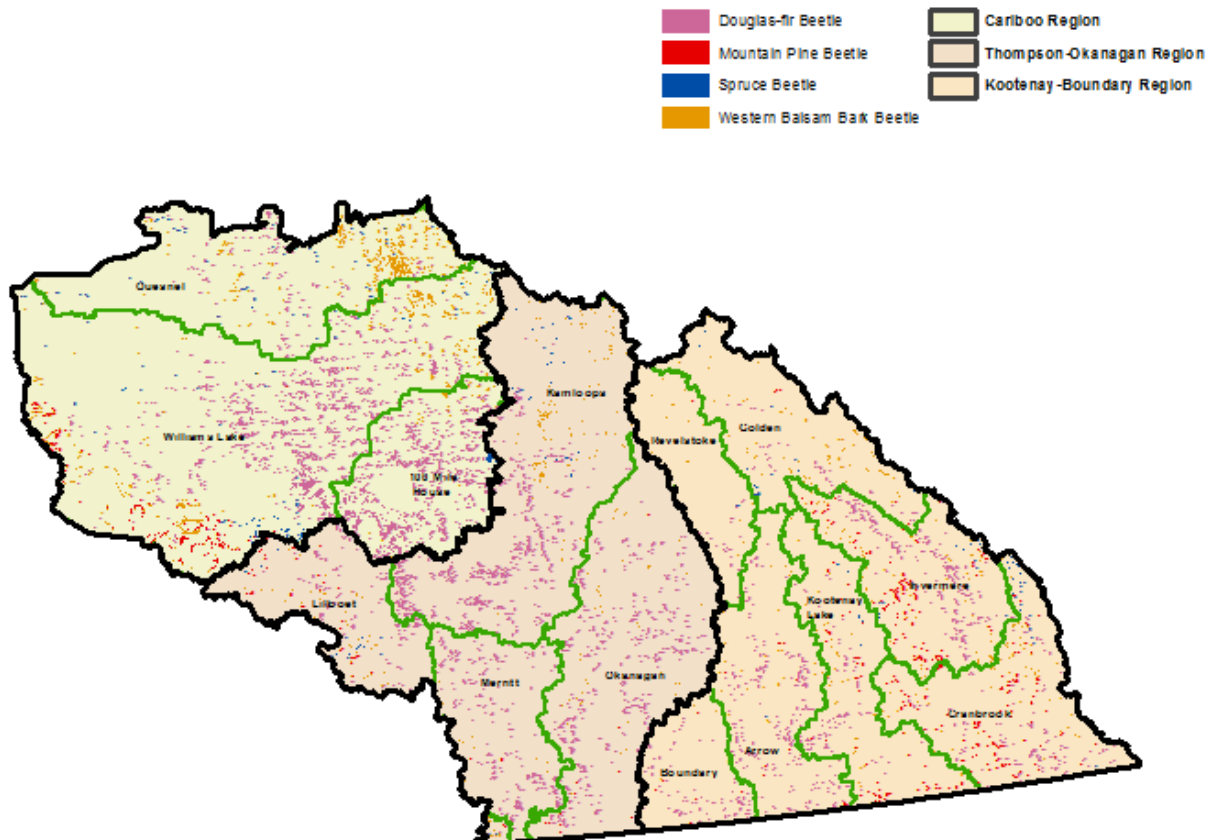 Douglas-fir Beetle
Mountain Pine Beetle
Spruce Beetle
Western Balsam Bark Beetle
Cariboo Region
Thompson-Okanagan Region
Kootenay-Boundary Region
Quesnel
Kamloops
Williams Lake
Revelstoke
Golden
100 Mile
House
Lillooet
Kootenay
Lake
Invermere
Merritt
Okanagan
Cranbrook
Arrow
Boundary